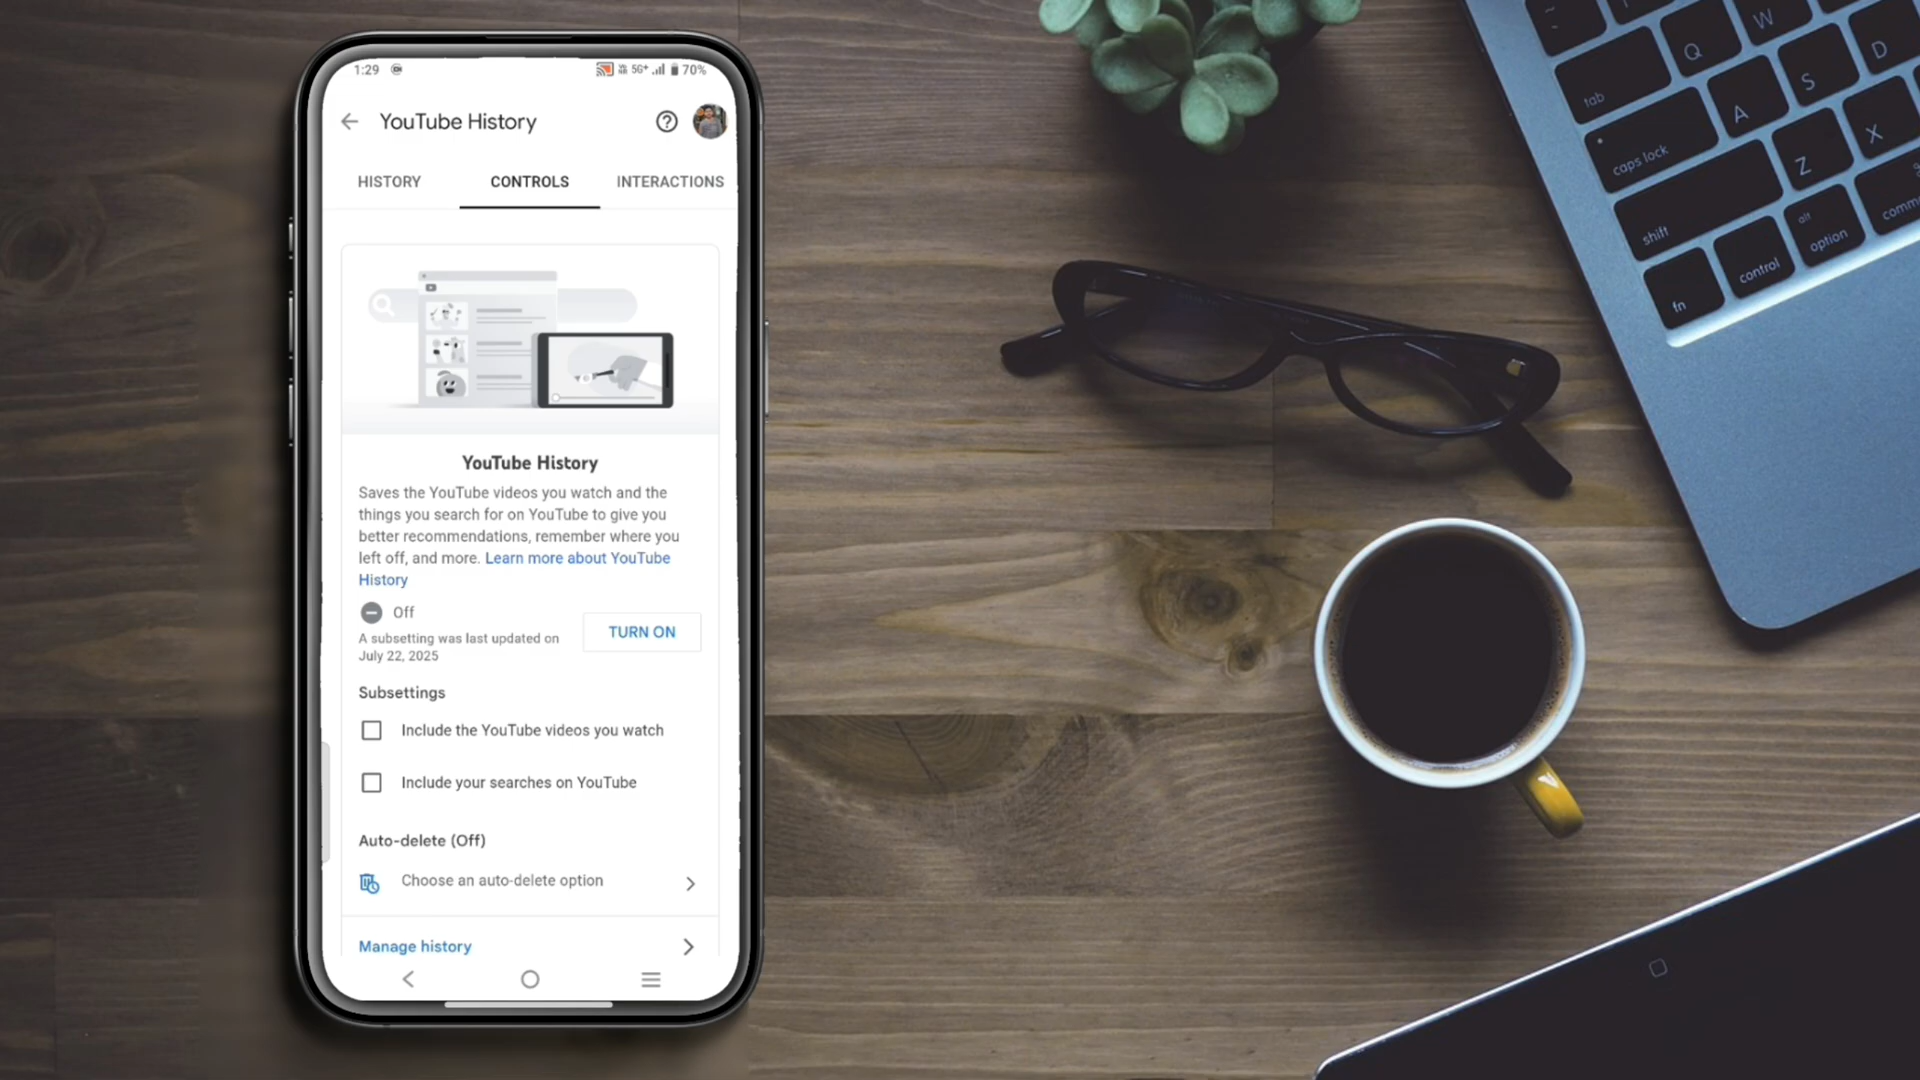 1:29
5G+
70%
YouTube History
HISTORY CONTROLS INTERACTIONS
YouTube History
Saves the YouTube videos you watch and the
things you search for on YouTube to give you
better recommendations, remember where you
left off, and more. Learn more about YouTube
History
Off
A subsetting was last updated on
July 22, 2025
TURN ON
Subsettings
Include the YouTube videos you watch
Include your searches on YouTube
Auto-delete (Off)
Choose an auto-delete option
Manage history
Q W
tab
A S D
caps lock
Z X
shift
fn control alt option